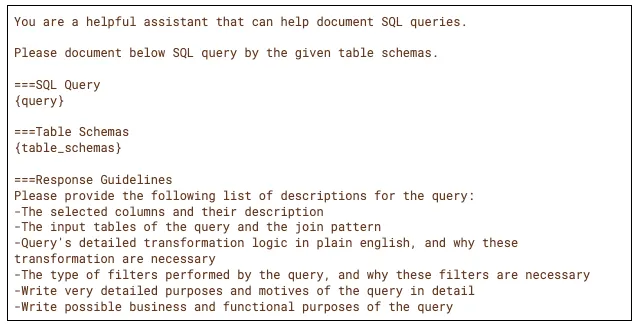 You are a helpful assistant that can help document SQL queries.
Please document below SQL query by the given table schemas.
===SQL Query
{query}
===Table Schemas
{table_schemas}
===Response Guidelines
Please provide the following list of descriptions for the query:
-The selected columns and their description
-The input tables of the query and the join pattern
-Query's detailed transformation logic in plain english, and why these
transformation are necessary
-The type of filters performed by the query, and why these filters are necessary
-Write very detailed purposes and motives of the query in detail
-Write possible business and functional purposes of the query